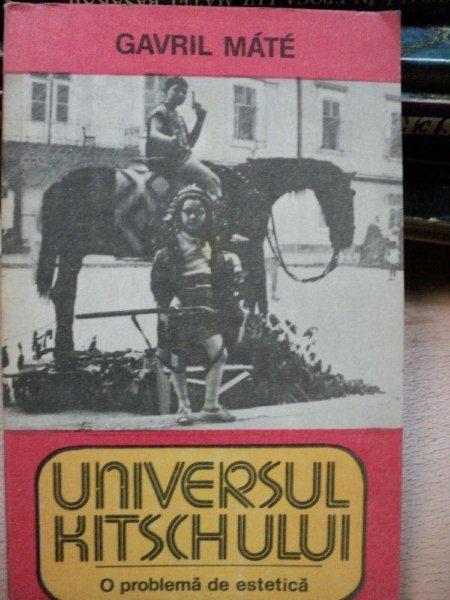 GAVRIL MÁTÉ
UNIVERSUL
KITSCHULUI
O problemă de estetică